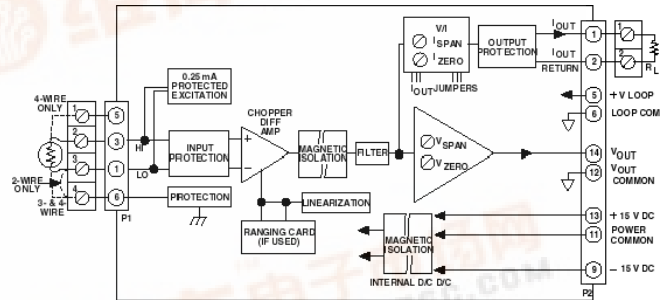 4-WIRE
ONLY
1
2
3
4
2-WIRE
ONLY
3- & 4-
WIRE
5
3
1
6
P1
0.25 mA
PROTECTED
EXCITATION
HI
LO
INPUT
PROTECTION
PROTECTION
CHOPPER
DIFF
AMP
+
−
MAGNETIC
ISOLATION
FILTER
LINEARIZATION
RANGING CARD
(IF USED)
V/I
I SPAN
I ZERO
I OUT JUMPERS
OUTPUT
PROTECTION
I OUT
I OUT
RETURN
V SPAN
V ZERO
MAGNETIC
ISOLATION
INTERNAL D/C D/C
1
2
5
6
14
12
13
11
9
P2
1
2
R L
+ V LOOP
LOOP COM
V OUT
V OUT
COMMON
+ 15 V DC
POWER
COMMON
− 15 V DC